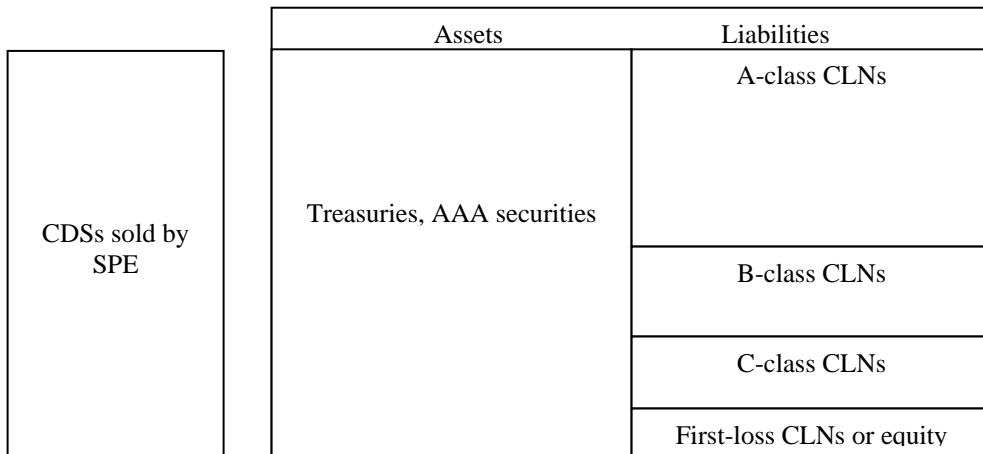 Assets Liabilities
CDSs sold by
SPE
Treasuries, AAA securities
A-class CLNs
B-class CLNs
C-class CLNs
First-loss CLNs or equity